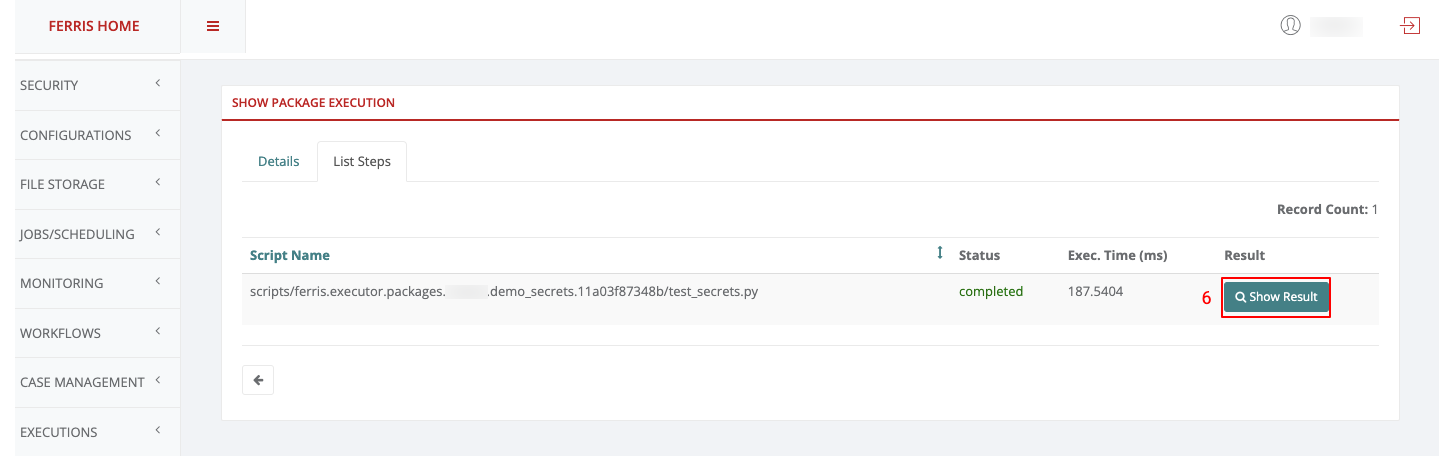 FERRIS HOME
SECURITY
CONFIGURATIONS
FILE STORAGE
JOBS/SCHEDULING
MONITORING
WORKFLOWS
CASE MANAGEMENT
EXECUTIONS
SHOW PACKAGE EXECUTION
Details List Steps
Record Count: 1
Script Name Status Exec. Time (ms) Result
scripts/ferris.executor.packages. .demo_secrets.11a03f87348b/test_secrets.py completed 187.5404 6 Show Result